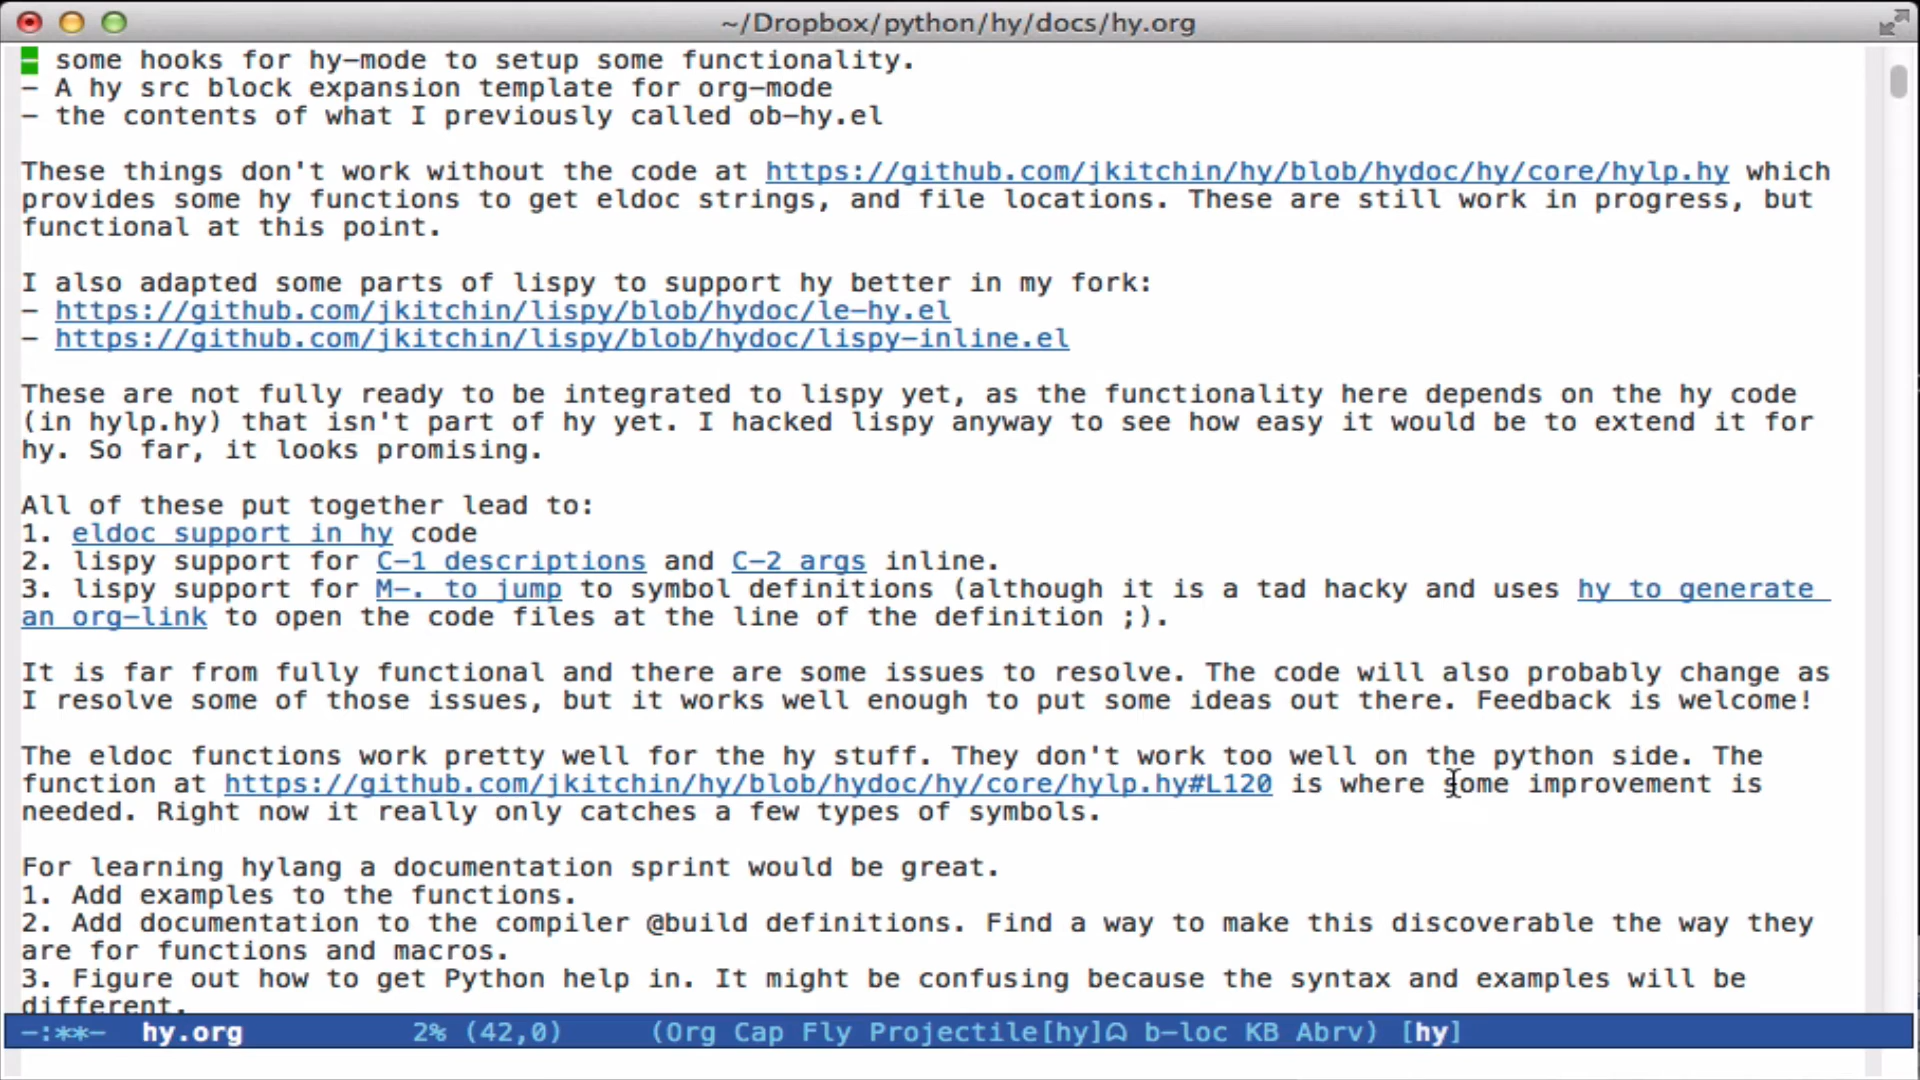 ~/Dropbox/python/hy/docs/hy.org
- some hooks for hy-mode to setup some functionality.
- A hy src block expansion template for org-mode
- the contents of what I previously called ob-hy.el
These things don't work without the code at https://github.com/jkitchin/hy/blob/hydoc/hy/core/hylp.hy which
provides some hy functions to get eldoc strings, and file locations. These are still work in progress, but
functional at this point.
I also adapted some parts of lispy to support hy better in my fork:
- https://github.com/jkitchin/lispy/blob/hydoc/le-hy.el
- https://github.com/jkitchin/lispy/blob/hydoc/lispy-inline.el
These are not fully ready to be integrated to lispy yet, as the functionality here depends on the hy code
(in hylp.hy) that isn't part of hy yet. I hacked lispy anyway to see how easy it would be to extend it for
hy. So far, it looks promising.
All of these put together lead to:
1. eldoc support in hy code
2. lispy support for C-1 descriptions and C-2 args inline.
3. lispy support for M-. to jump to symbol definitions (although it is a tad hacky and uses hy to generate
an org-link to open the code files at the line of the definition ;).
It is far from fully functional and there are some issues to resolve. The code will also probably change as
I resolve some of those issues, but it works well enough to put some ideas out there. Feedback is welcome!
The eldoc functions work pretty well for the hy stuff. They don't work too well on the python side. The
function at https://github.com/jkitchin/hy/blob/hydoc/hy/core/hylp.hy#L120 is where some improvement is
needed. Right now it really only catches a few types of symbols.
For learning hylang a documentation sprint would be great.
1. Add examples to the functions.
2. Add documentation to the compiler @build definitions. Find a way to make this discoverable the way they
are for functions and macros.
3. Figure out how to get Python help in. It might be confusing because the syntax and examples will be
different.
-:**- hy.org 2% (42,0) (Org Cap Fly Projectile[hy]ᗣ b-loc KB Abrv) [hy]